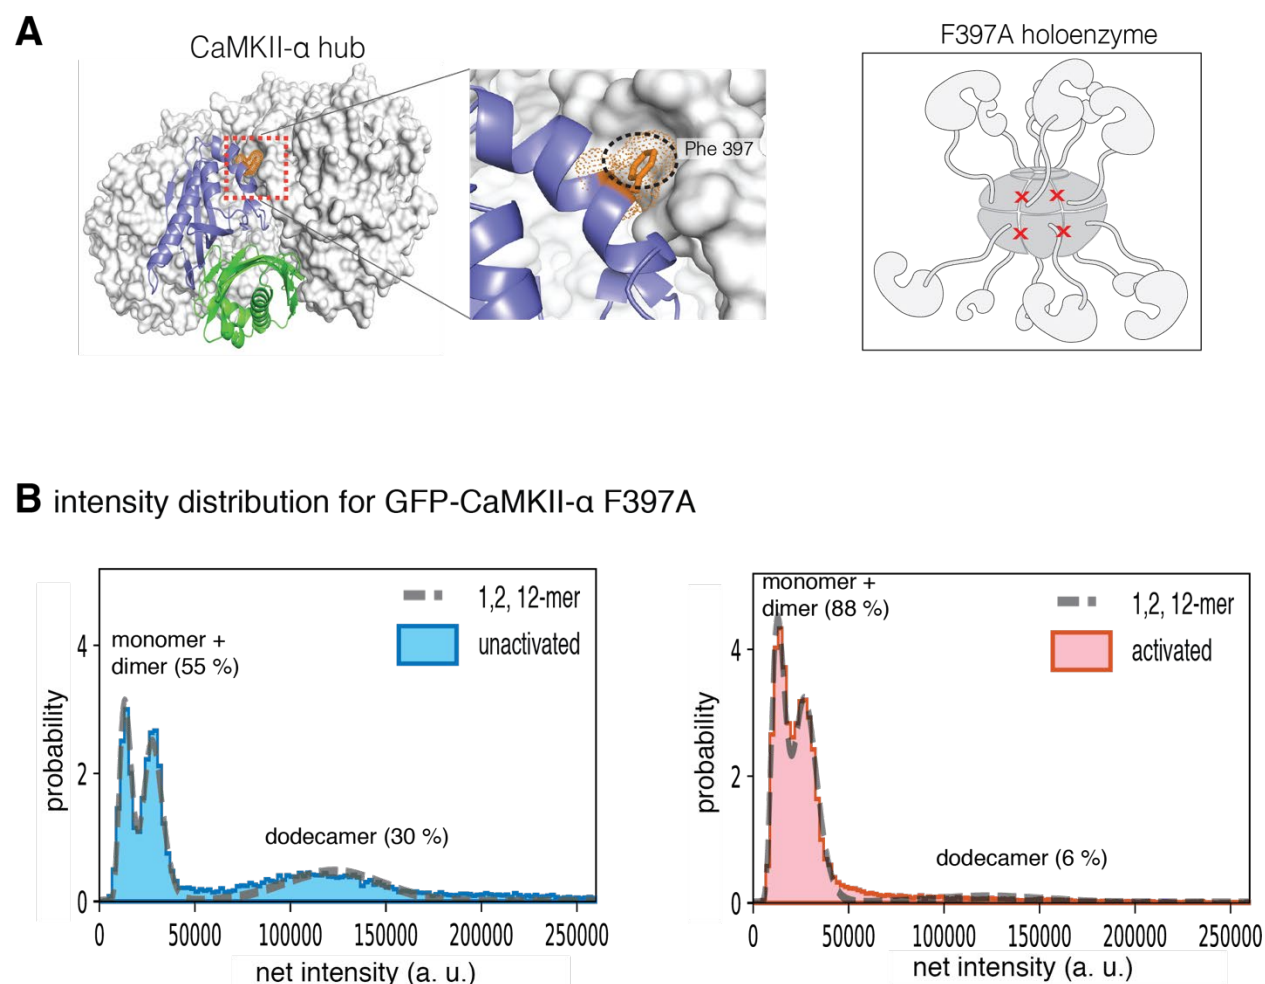 A
CaMKII-α hub
F397A holoenzyme
Phe 397
x x
x x
B intensity distribution for GFP-CaMKII-α F397A
1,2, 12-mer
unactivated
monomer +
dimer (55 %)
dodecamer (30 %)
probability
4
2
0
0 50000 100000 150000 200000 250000
net intensity (a. u.)
monomer +
dimer (88 %)
1,2, 12-mer
activated
dodecamer (6 %)
probability
4
2
0
0 50000 100000 150000 200000 250000
net intensity (a. u.)